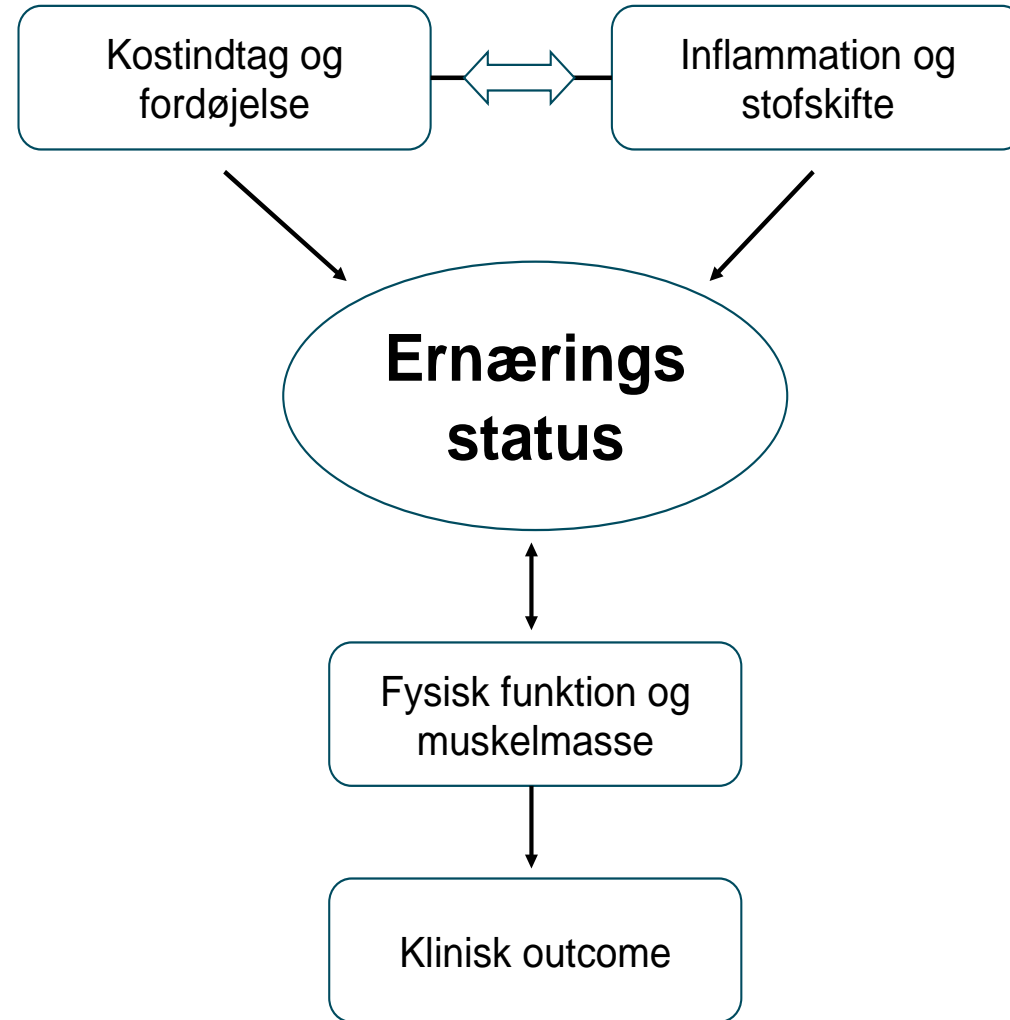 Kostindtag og
fordøjelse
Inflammation og
stofskifte
Ernærings
status
Fysisk funktion og
muskelmasse
Klinisk outcome